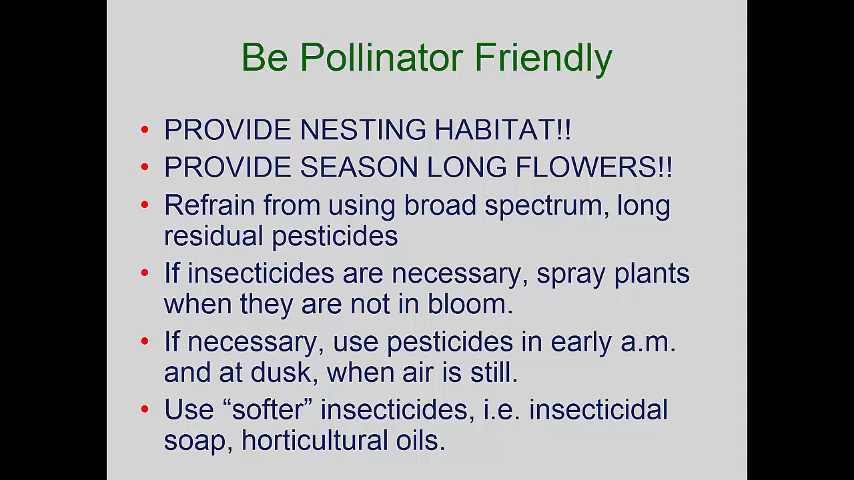 Be Pollinator Friendly
• PROVIDE NESTING HABITAT!!
• PROVIDE SEASON LONG FLOWERS!!
• Refrain from using broad spectrum, long
residual pesticides
• If insecticides are necessary, spray plants
when they are not in bloom.
• If necessary, use pesticides in early a.m.
and at dusk, when air is still.
• Use “softer” insecticides, i.e. insecticidal
soap, horticultural oils.